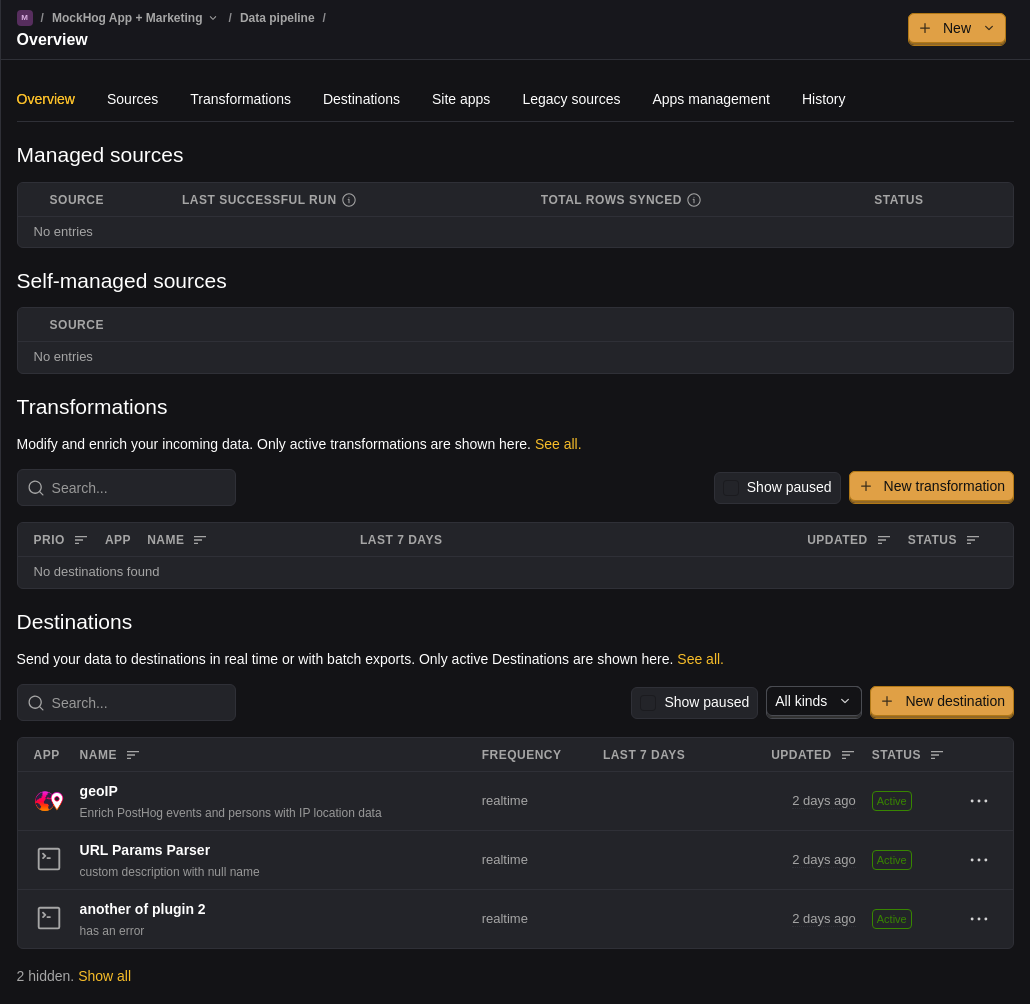 M / MockHog App + Marketing / Data pipeline /
Overview
New
Overview Sources Transformations Destinations Site apps Legacy sources Apps management History
Managed sources
SOURCE LAST SUCCESSFUL RUN TOTAL ROWS SYNCED STATUS
No entries
Self-managed sources
SOURCE
No entries
Transformations
Modify and enrich your incoming data. Only active transformations are shown here. See all.
Search... Show paused New transformation
PRIO APP NAME LAST 7 DAYS UPDATED STATUS
No destinations found
Destinations
Send your data to destinations in real time or with batch exports. Only active Destinations are shown here. See all.
Search... Show paused All kinds New destination
APP NAME FREQUENCY LAST 7 DAYS UPDATED STATUS
geoIP
Enrich PostHog events and persons with IP location data
realtime 2 days ago Active
URL Params Parser
custom description with null name
realtime 2 days ago Active
another of plugin 2
has an error
realtime 2 days ago Active
2 hidden. Show all